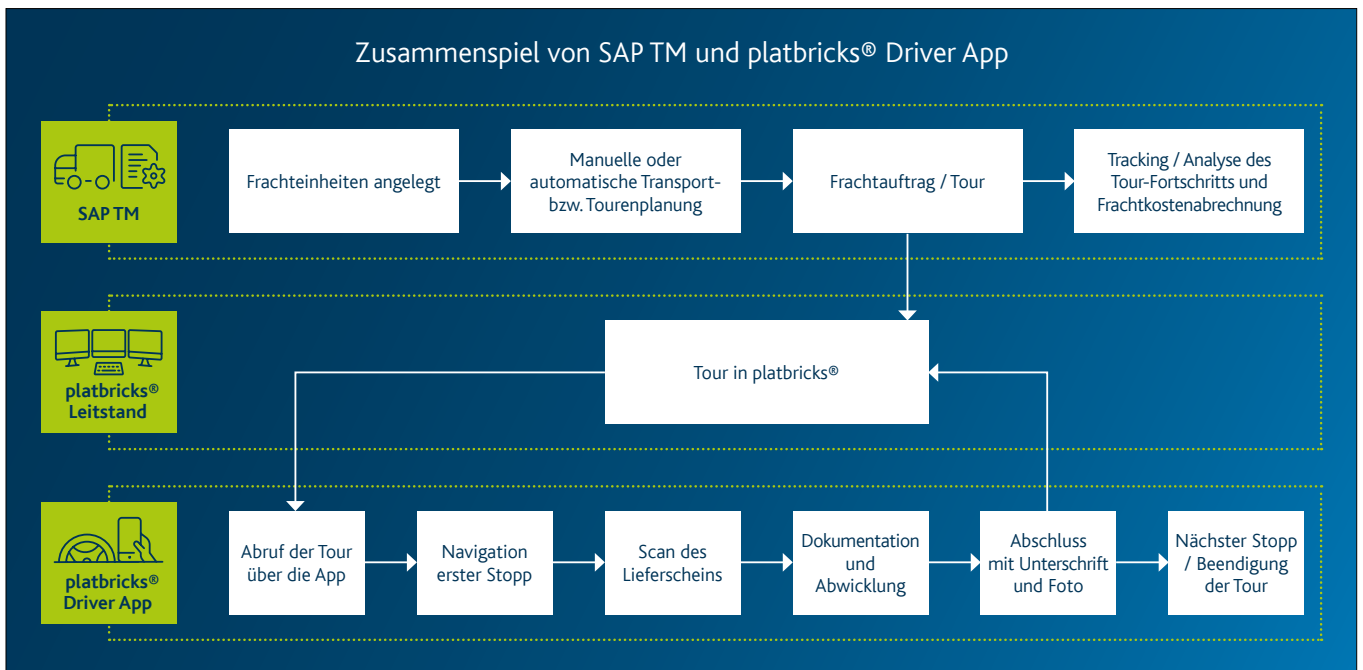 Zusammenspiel von SAP TM und platbricks® Driver App
SAP TM
Frachteinheiten angelegt
Manuelle oder
automatische Transport-
bzw. Tourenplanung
Frachtauftrag / Tour
Tracking / Analyse des
Tour-Fortschritts und
Frachtkostenabrechnung
platbricks®
Leitstand
Tour in platbricks®
platbricks®
Driver App
Abruf der Tour
über die App
Navigation
erster Stopp
Scan des
Lieferscheins
Dokumentation
und
Abwicklung
Abschluss
mit Unterschrift
und Foto
Nächster Stopp
/ Beendigung
der Tour